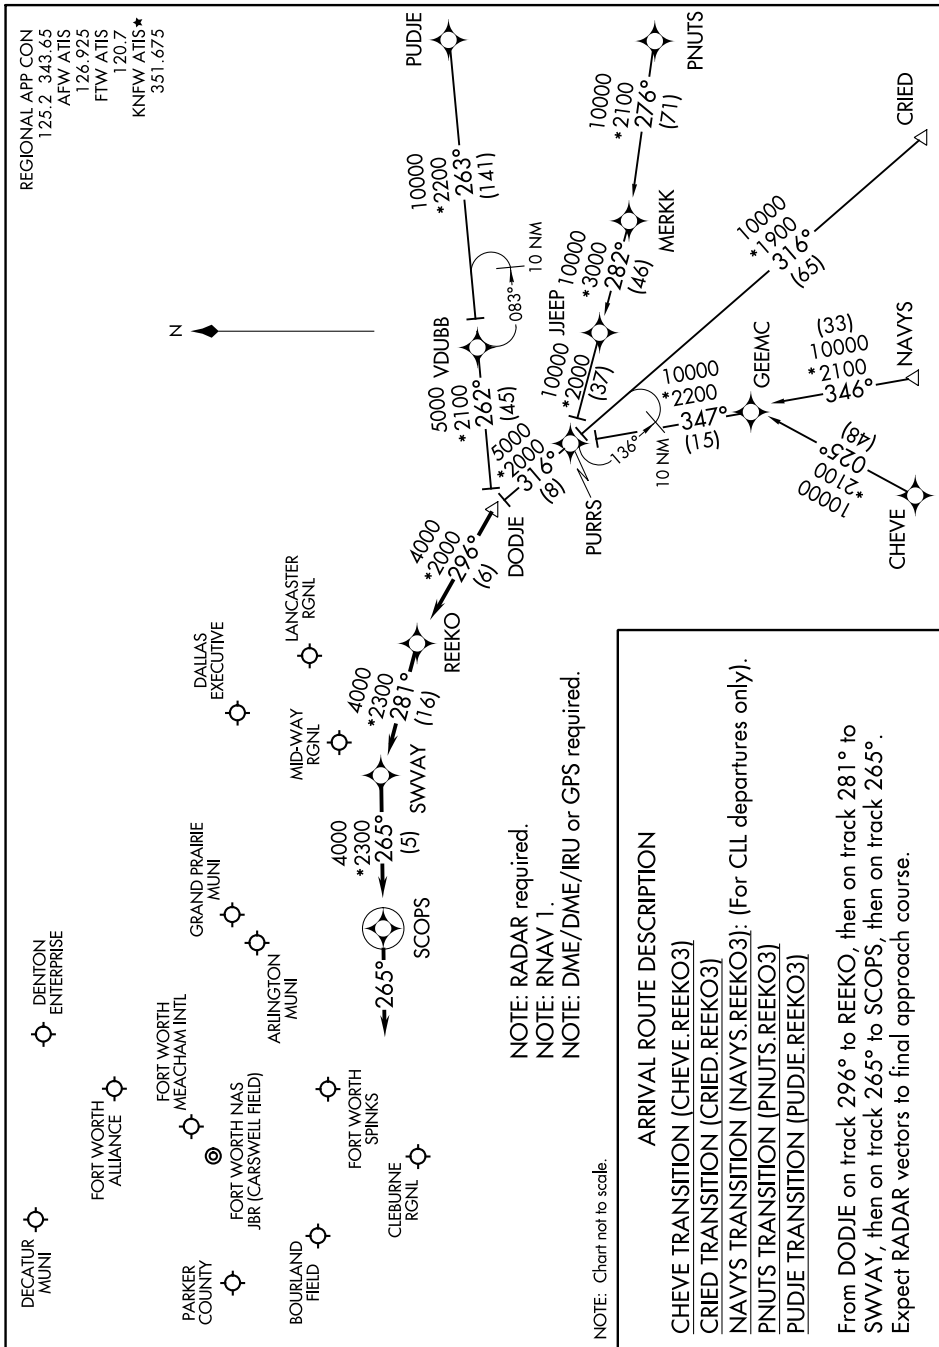 REGIONAL APP CON
125.2 343.65
AFW ATIS
126.925
FTW ATIS
120.7
KNFW ATIS★
351.675
N
DECATUR
MUNI
DENTON
ENTERPRISE
FORT WORTH
ALLIANCE
FORT WORTH
MEACHAM INTL
FORT WORTH NAS
JBR (CARSWELL FIELD)
PARKER
COUNTY
GRAND PRAIRIE
MUNI
ARLINGTON
MUNI
DALLAS
EXECUTIVE
LANCASTER
RGNL
MID-WAY
RGNL
BOURLAND
FIELD
FORT WORTH
SPINKS
CLEBURNE
RGNL
PUDJE
10000
*2200
263°
(141)
VDUBB
083°
10 NM
5000
*2100
262°
(45)
PNUTS
10000
*2100
276°
(71)
MERKK
10000
*3000
282°
(46)
JJEEP
10000
*2000
(37)
CRIED
10000
*1900
316°
(65)
NAVYS
(33)
10000
*2100
346°
GEEMC
CHEVE
10000
*2100
025°
(48)
10000
*2200
347°
(15)
136°
10 NM
PURRS
5000
*2000
316°
(8)
DODJE
4000
*2000
296°
(6)
REEKO
4000
*2300
281°
(16)
SWVAY
4000
*2300
265°
(5)
SCOPS
265°
NOTE: RADAR required.
NOTE: RNAV 1.
NOTE: DME/DME/IRU or GPS required.
NOTE: Chart not to scale.
ARRIVAL ROUTE DESCRIPTION
CHEVE TRANSITION (CHEVE.REEKO3)
CRIED TRANSITION (CRIED.REEKO3)
NAVYS TRANSITION (NAVYS.REEKO3): (For CLL departures only).
PNUTS TRANSITION (PNUTS.REEKO3)
PUDJE TRANSITION (PUDJE.REEKO3)
From DODJE on track 296° to REEKO, then on track 281° to
SWVAY, then on track 265° to SCOPS, then on track 265°.
Expect RADAR vectors to final approach course.